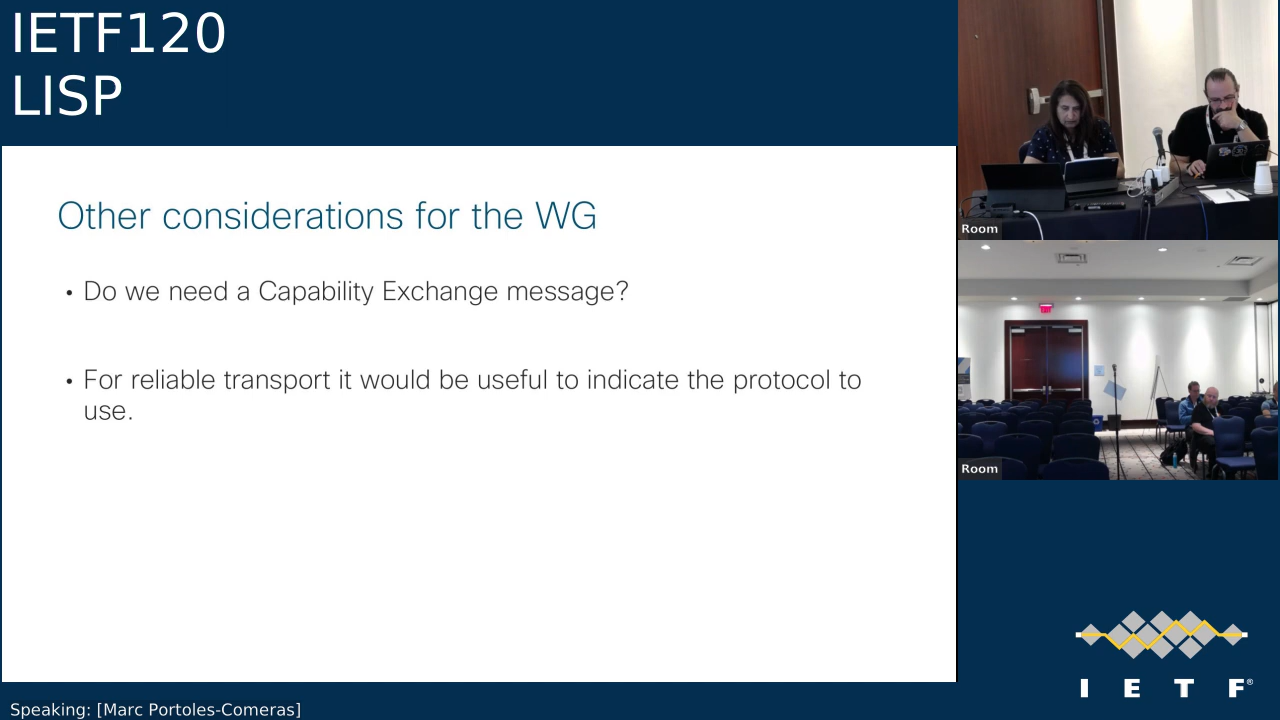 IETF120
LISP
Other considerations for the WG
• Do we need a Capability Exchange message?
• For reliable transport it would be useful to indicate the protocol to
use.
Room
Room
I E T F®
Speaking: [Marc Portoles-Comeras]